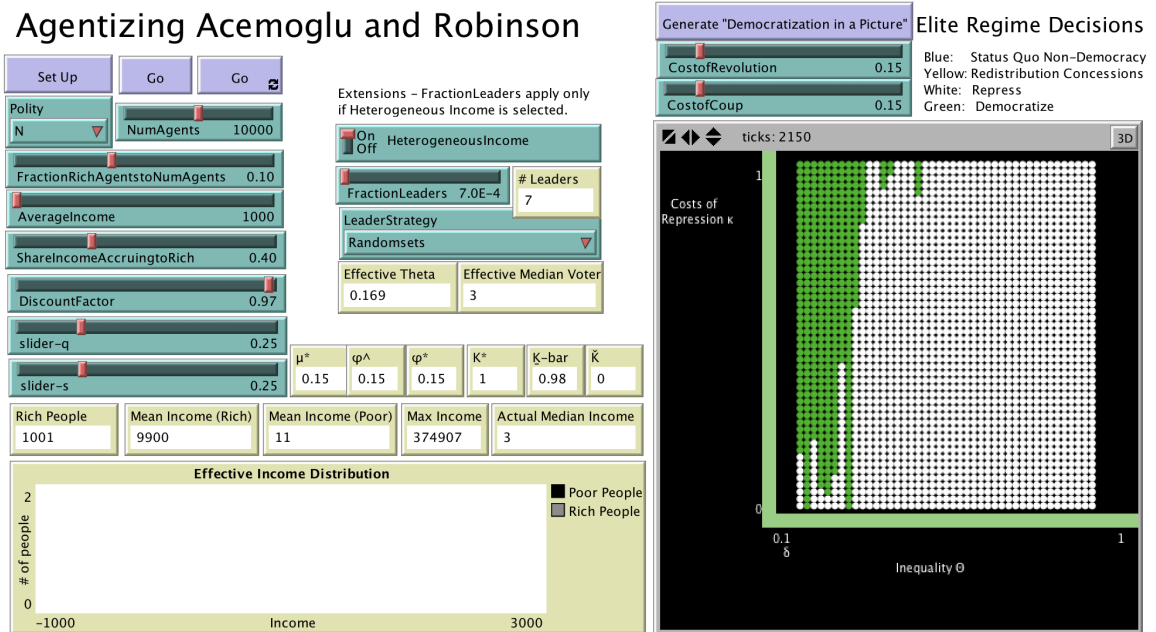 Agentizing Acemoglu and Robinson
Set Up
Go
Go
Polity
N
NumAgents 10000
FractionRichAgentstoNumAgents 0.10
AverageIncome 1000
ShareIncomeAccruingtoRich 0.40
DiscountFactor 0.97
slider-q 0.25
slider-s 0.25
Extensions - FractionLeaders apply only
if Heterogeneous Income is selected.
On
Off
HeterogeneousIncome
FractionLeaders 7.0E-4
# Leaders
7
LeaderStrategy
Randomsets
Effective Theta
0.169
Effective Median Voter
3
μ*
0.15
φ^
0.15
φ*
0.15
K*
1
Ḵ-bar
0.98
Ǩ
0
Rich People
1001
Mean Income (Rich)
9900
Mean Income (Poor)
11
Max Income
374907
Actual Median Income
3
Effective Income Distribution
2
# of people
0
-1000
Income
3000
Poor People
Rich People
Generate "Democratization in a Picture"
CostofRevolution 0.15
CostofCoup 0.15
Elite Regime Decisions
Blue: Status Quo Non-Democracy
Yellow: Redistribution Concessions
White: Repress
Green: Democratize
ticks: 2150
3D
1
Costs of
Repression κ
0
0.1
δ
1
Inequality Θ